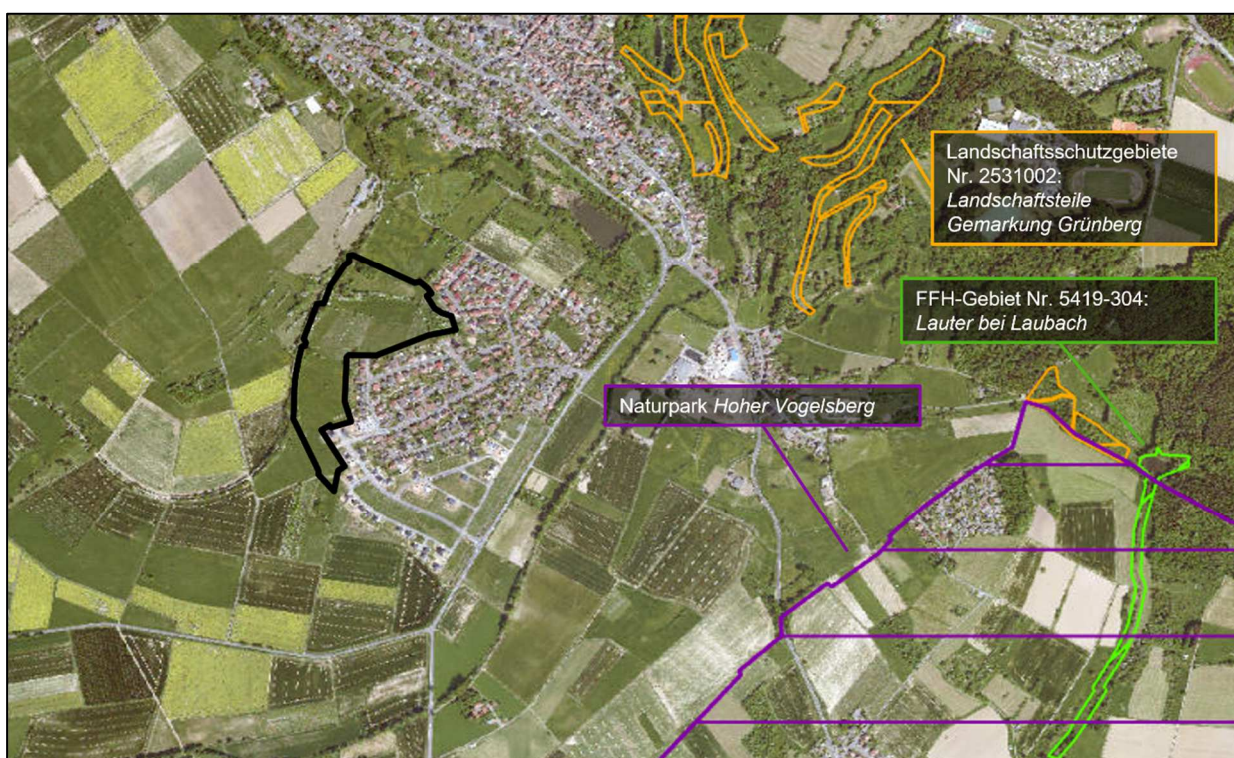 Landschaftsschutzgebiete
Nr. 2531002:
Landschaftsteile
Gemarkung Grünberg
FFH-Gebiet Nr. 5419-304:
Lauter bei Laubach
Naturpark Hoher Vogelsberg